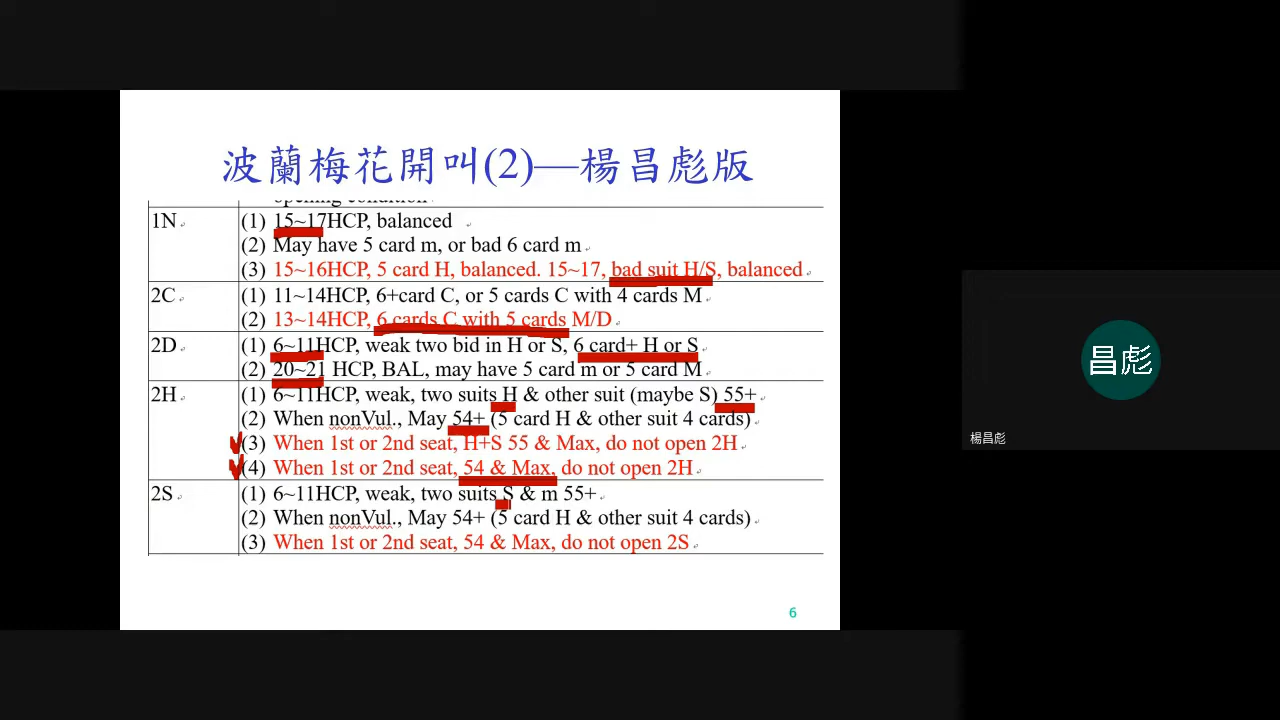 波蘭梅花開叫(2)—楊昌彪版
opening condition
1N
(1) 15~17HCP, balanced
(2) May have 5 card m, or bad 6 card m
(3) 15~16HCP, 5 card H, balanced. 15~17, bad suit H/S, balanced
2C
(1) 11~14HCP, 6+card C, or 5 cards C with 4 cards M
(2) 13~14HCP, 6 cards C with 5 cards M/D
2D
(1) 6~11HCP, weak two bid in H or S, 6 card+ H or S
(2) 20~21 HCP, BAL, may have 5 card m or 5 card M
2H
(1) 6~11HCP, weak, two suits H & other suit (maybe S) 55+
(2) When nonVul., May 54+ (5 card H & other suit 4 cards)
(3) When 1st or 2nd seat, H+S 55 & Max, do not open 2H
(4) When 1st or 2nd seat, 54 & Max, do not open 2H
2S
(1) 6~11HCP, weak, two suits S & m 55+
(2) When nonVul., May 54+ (5 card H & other suit 4 cards)
(3) When 1st or 2nd seat, 54 & Max, do not open 2S
6
昌彪
楊昌彪